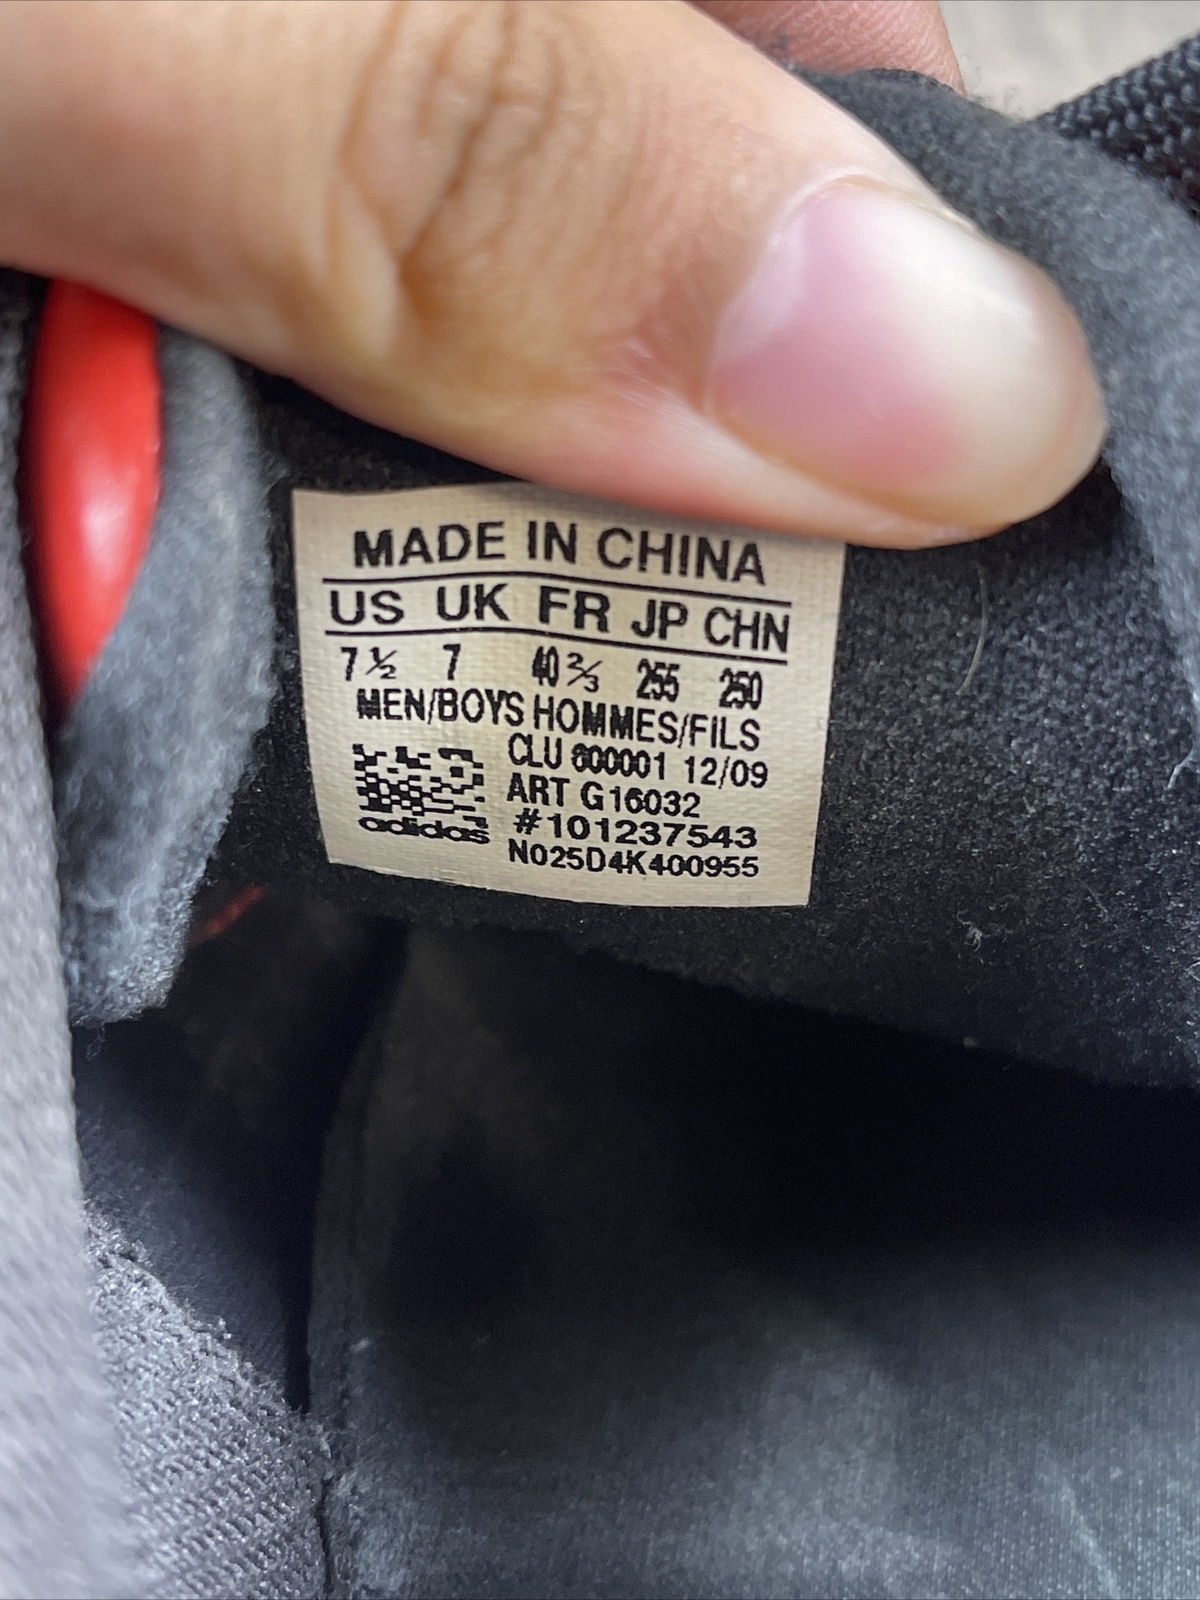 MADE IN CHINA
US UK FR JP CHN
7½ 7 40⅔ 255 250
MEN/BOYS HOMMES/FILS
CLU 600001 12/09
ART G16032
#101237543
adidas
N025D4K400955